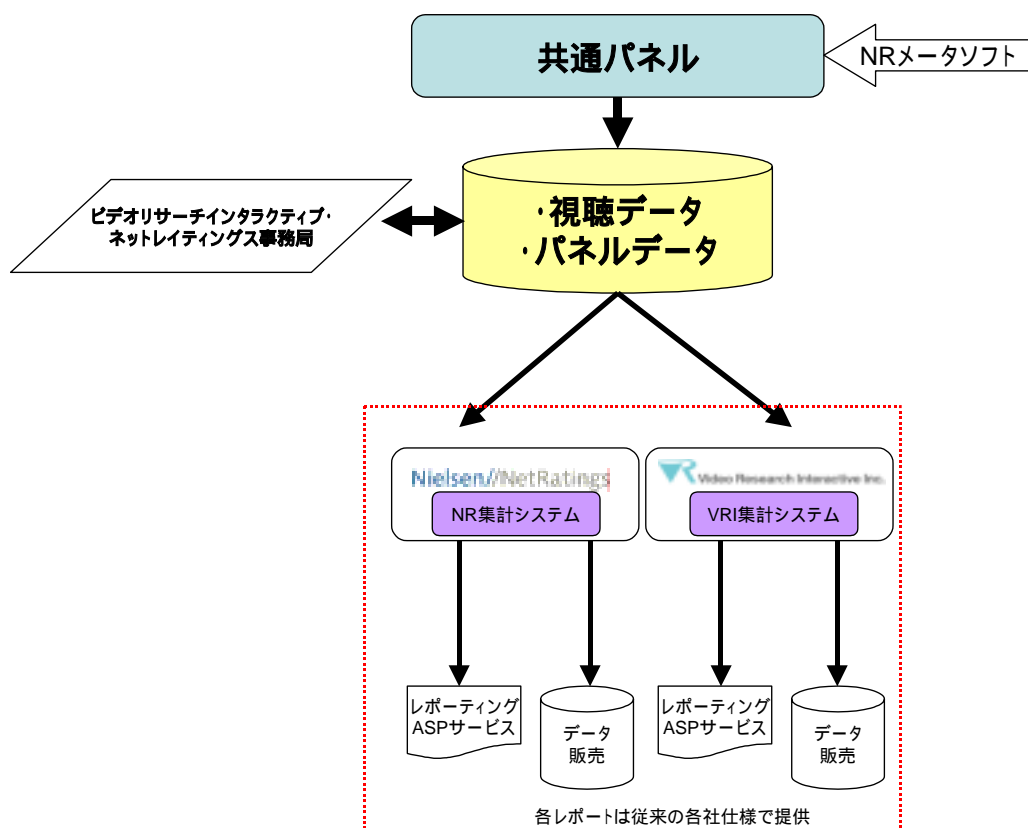 共通パネル
NRメータソフト
・視聴データ
・パネルデータ
ビデオリサーチインタラクティブ・
ネットレイティングス事務局
Nielsen//NetRatings
NR集計システム
Video Research Interactive Inc.
VRI集計システム
レポーティング
ASPサービス
データ
販売
レポーティング
ASPサービス
データ
販売
各レポートは従来の各社仕様で提供